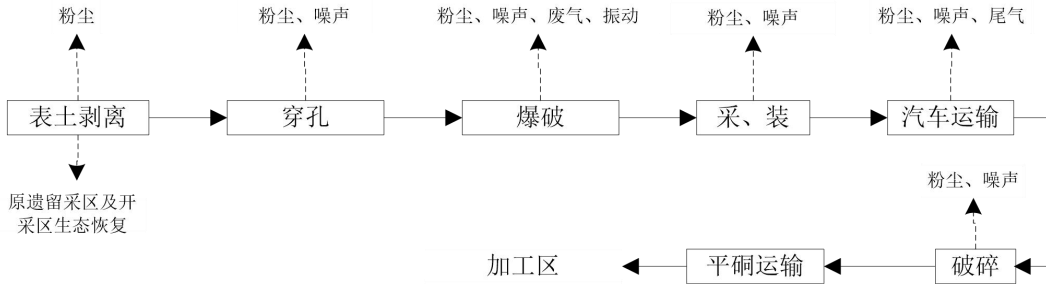 粉尘
粉尘、噪声
粉尘、噪声、废气、振动
粉尘、噪声
粉尘、噪声、尾气
表土剥离
穿孔
爆破
采、装
汽车运输
原遗留采区及开
采区生态恢复
粉尘、噪声
加工区
平硐运输
破碎